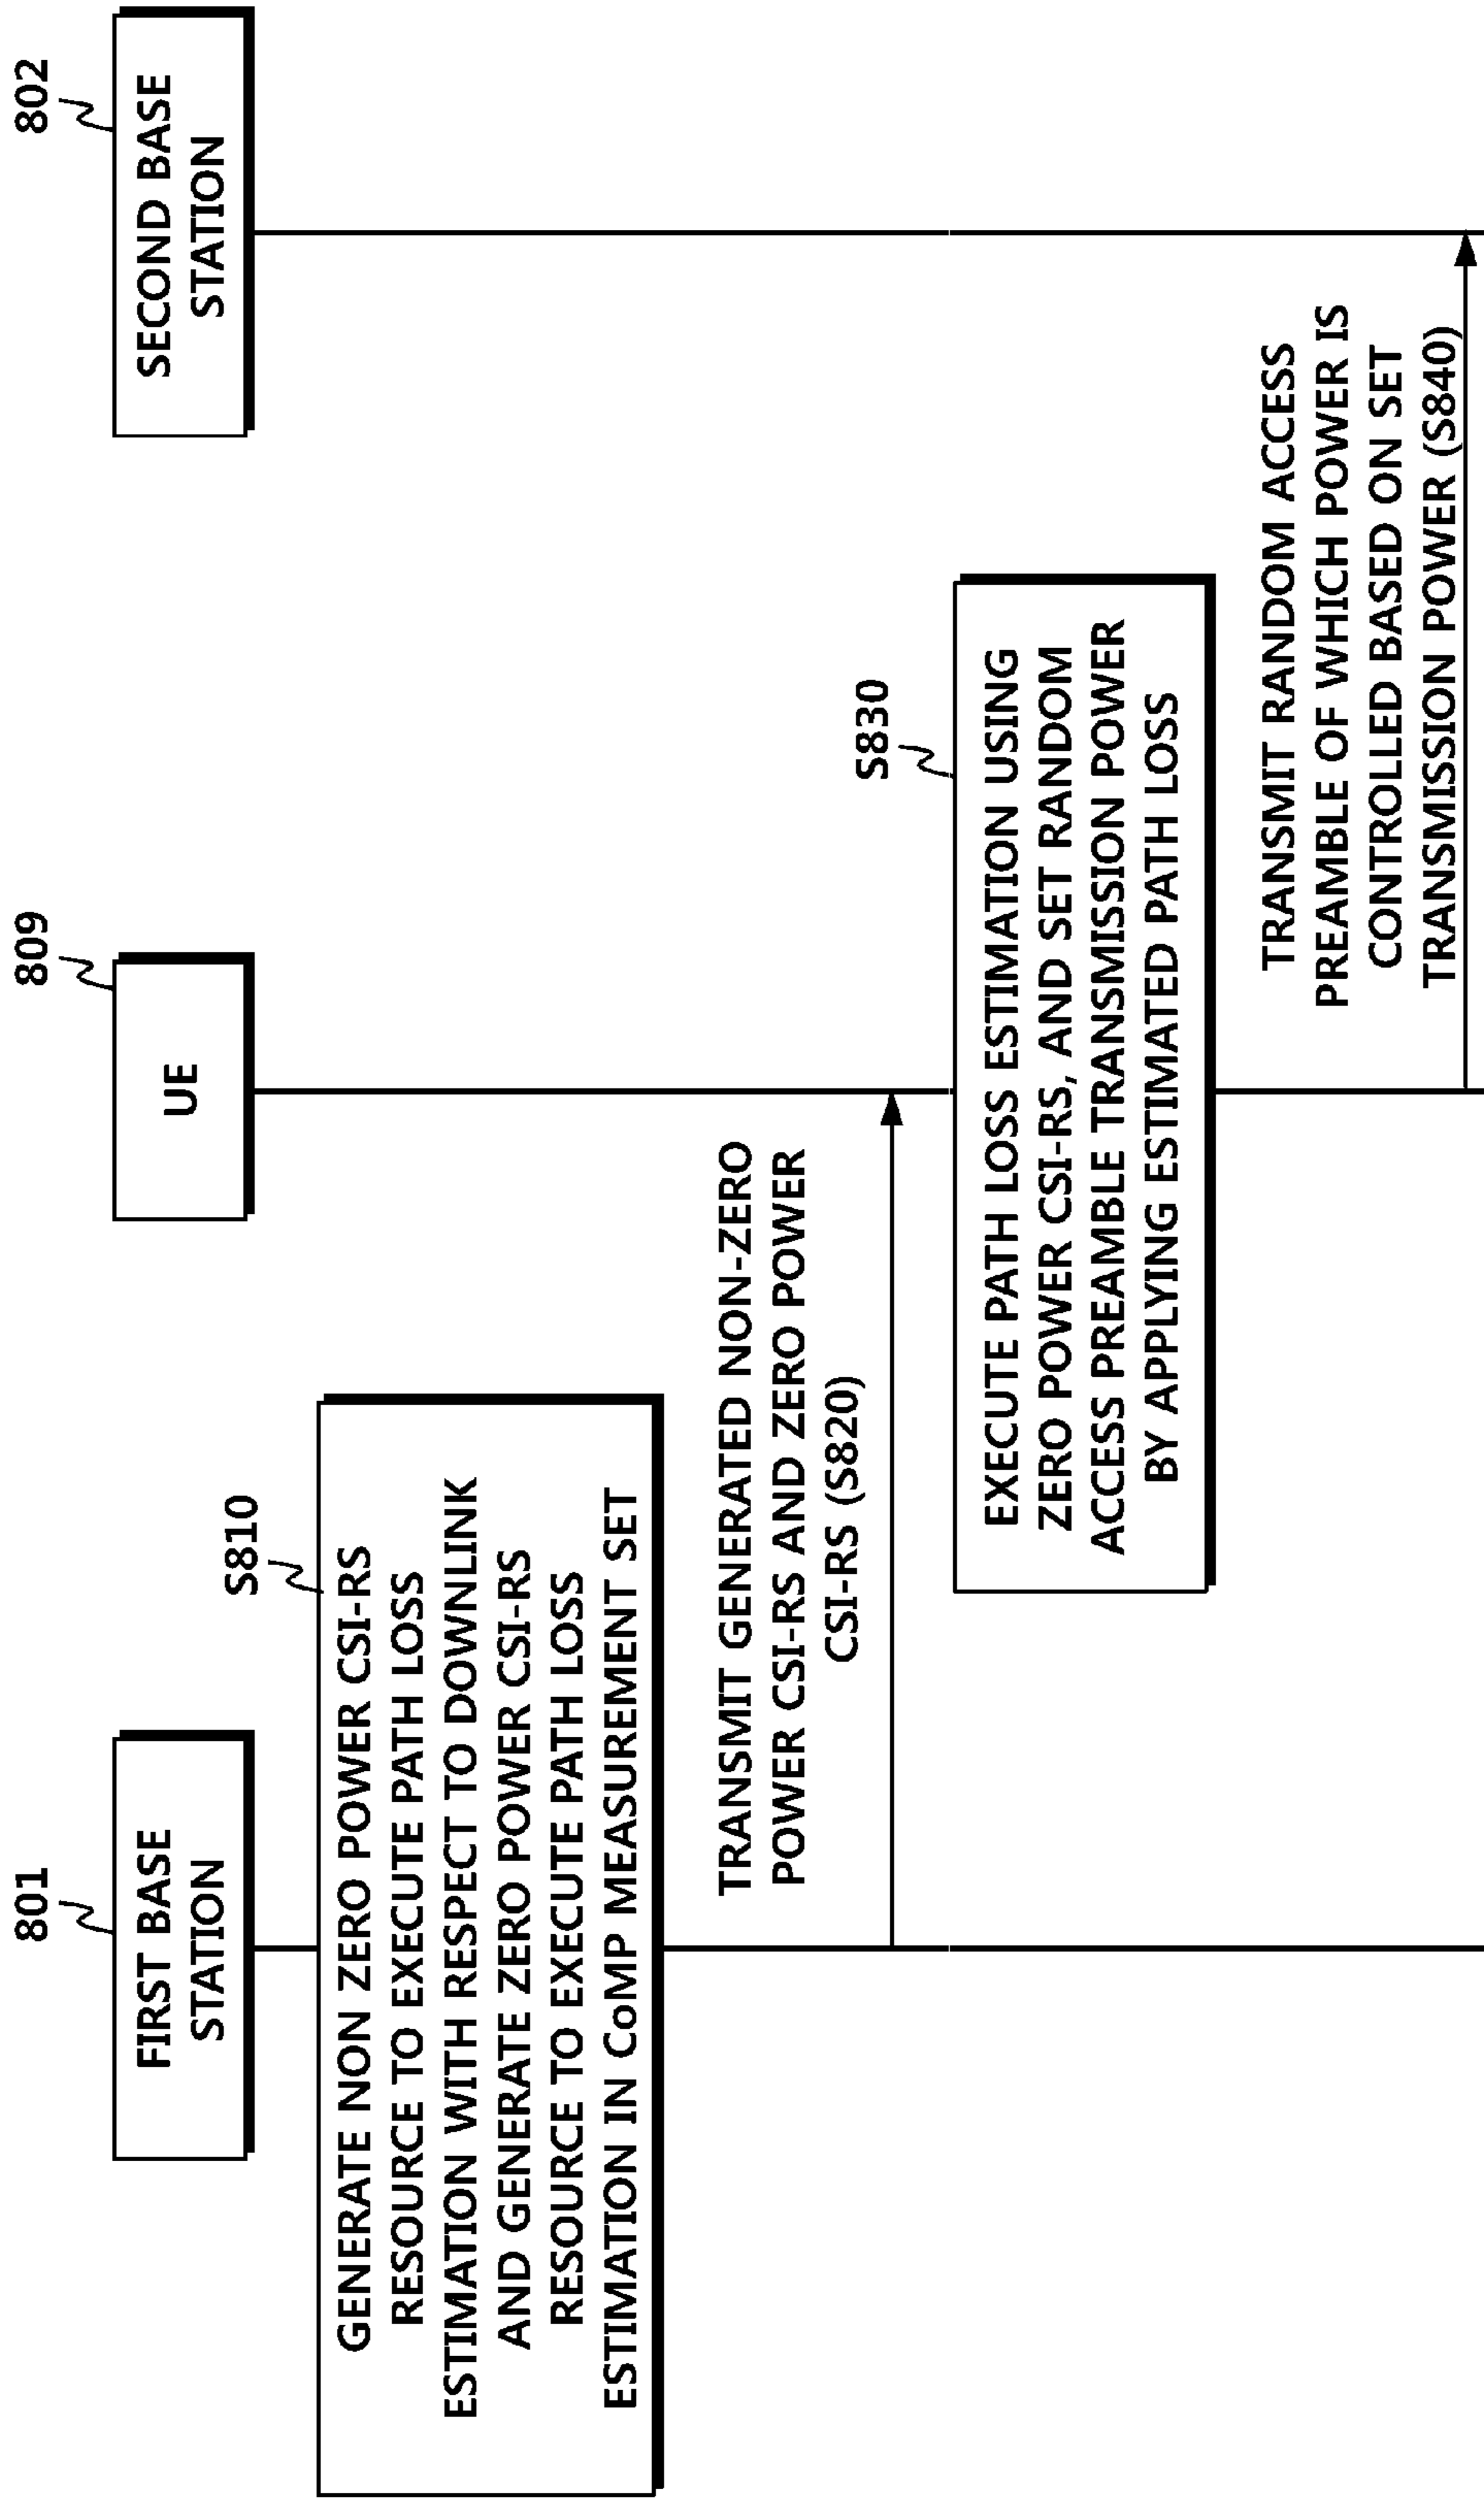 801
FIRST BASE
STATION
809
UE
802
SECOND BASE
STATION
S810
GENERATE NON ZERO POWER CSI-RS
RESOURCE TO EXECUTE PATH LOSS
ESTIMATION WITH RESPECT TO DOWNLINK
AND GENERATE ZERO POWER CSI-RS
RESOURCE TO EXECUTE PATH LOSS
ESTIMATION IN CoMP MEASUREMENT SET
TRANSMIT GENERATED NON-ZERO
POWER CSI-RS AND ZERO POWER
CSI-RS (S820)
S830
EXECUTE PATH LOSS ESTIMATION USING
ZERO POWER CSI-RS, AND SET RANDOM
ACCESS PREAMBLE TRANSMISSION POWER
BY APPLYING ESTIMATED PATH LOSS
TRANSMIT RANDOM ACCESS
PREAMBLE OF WHICH POWER IS
CONTROLLED BASED ON SET
TRANSMISSION POWER (S840)